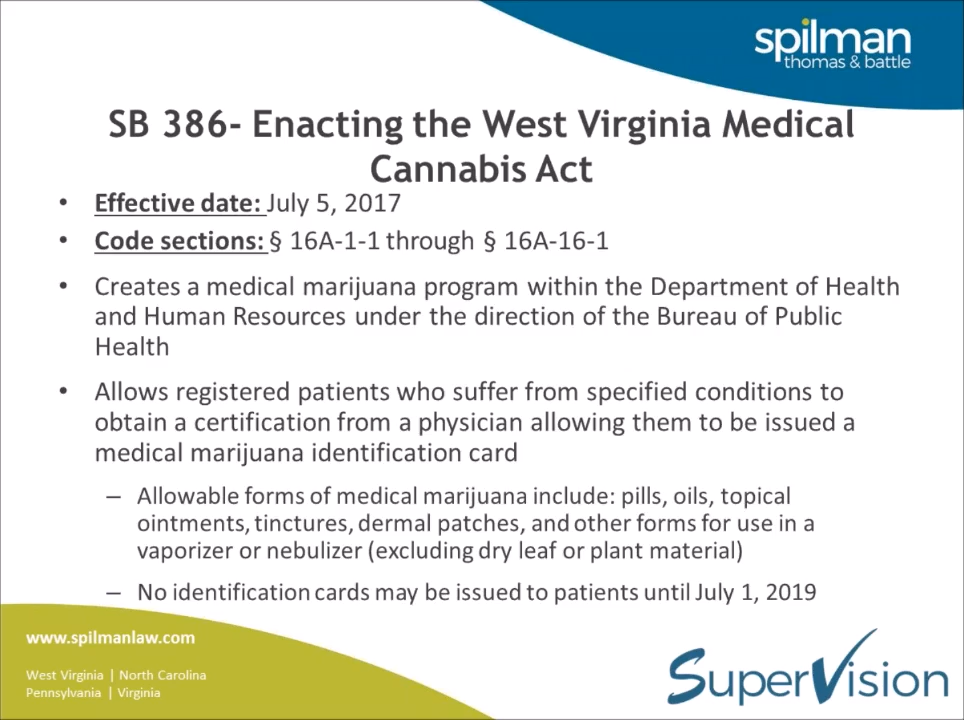 spilman
thomas & battle
SB 386- Enacting the West Virginia Medical
Cannabis Act
• Effective date: July 5, 2017
• Code sections: § 16A-1-1 through § 16A-16-1
• Creates a medical marijuana program within the Department of Health
and Human Resources under the direction of the Bureau of Public
Health
• Allows registered patients who suffer from specified conditions to
obtain a certification from a physician allowing them to be issued a
medical marijuana identification card
– Allowable forms of medical marijuana include: pills, oils, topical
ointments, tinctures, dermal patches, and other forms for use in a
vaporizer or nebulizer (excluding dry leaf or plant material)
– No identification cards may be issued to patients until July 1, 2019
www.spilmanlaw.com
West Virginia | North Carolina
Pennsylvania | Virginia
SuperVision